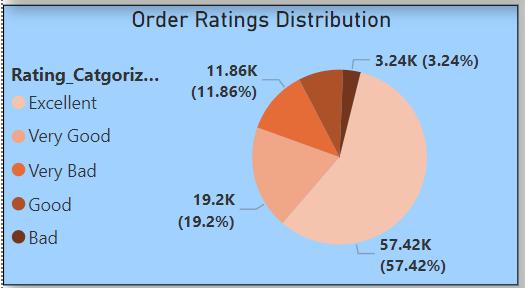 Order Ratings Distribution
Rating_Catgoriz...
Excellent
Very Good
Very Bad
Good
Bad
3.24K (3.24%)
11.86K
(11.86%)
19.2K
(19.2%)
57.42K
(57.42%)